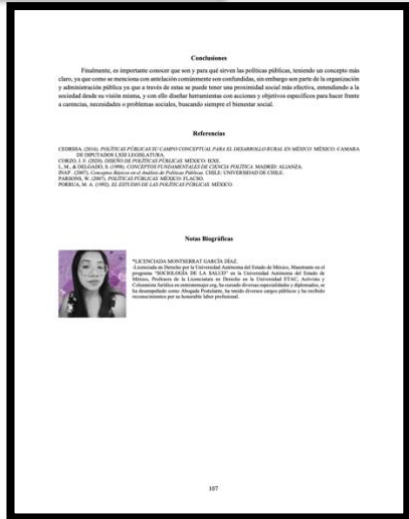 Conclusiones
Finalmente, es importante conocer que son y para qué sirven las políticas públicas, teniendo un concepto más
claro, ya que como se menciona con antelación comúnmente son confundidas, sin embargo son parte de la organización
y administración pública ya que a través de estas se puede tener una proximidad social más efectiva, entendiendo a la
sociedad desde su visión misma, y con ello diseñar herramientas con acciones y objetivos específicos para hacer frente
a carencias, necesidades o problemas sociales, buscando siempre el bienestar social.
Referencias
CEDRSSA. (2016). POLÍTICAS PÚBLICAS SU CAMPO CONCEPTUAL PARA EL DESARROLLO RURAL EN MÉXICO. MÉXICO: CAMARA
DE DIPUTADOS LXIII LEGISLATURA.
CORZO, J. F. (2020). DISEÑO DE POLÍTICAS PÚBLICAS. MÉXICO: IEXE.
L, M., & DELGADO, S. (1998). CONCEPTOS FUNDAMENTALES DE CIENCIA POLÍTICA. MADRID: ALIANZA.
INAP. (2007). Conceptos Básicos en el Análisis de Políticas Públicas. CHILE: UNIVERSIDAD DE CHILE.
PARSONS, W. (2007). POLÍTICAS PÚBLICAS. MÉXICO: FLACSO.
PORRUA, M. A. (1992). EL ESTUDIO DE LAS POLÍTICAS PÚBLICAS. MÉXICO.
Notas Biográficas
*LICENCIADA MONTSERRAT GARCÍA DÍAZ.
-Licenciada en Derecho por la Universidad Autónoma del Estado de México, Maestrante en el
programa "SOCIOLOGÍA DE LA SALUD" en la Universidad Autónoma del Estado de
México, Profesora de la Licenciatura en Derecho en la Universidad ETAC, Activista y
Columnista Jurídica en, ha cursado diversas especialidades y diplomados, se
ha desempeñado como Abogada Postulante, ha tenido diversos cargos públicos y ha recibido
reconocimientos por su honorable labor profesional.
107